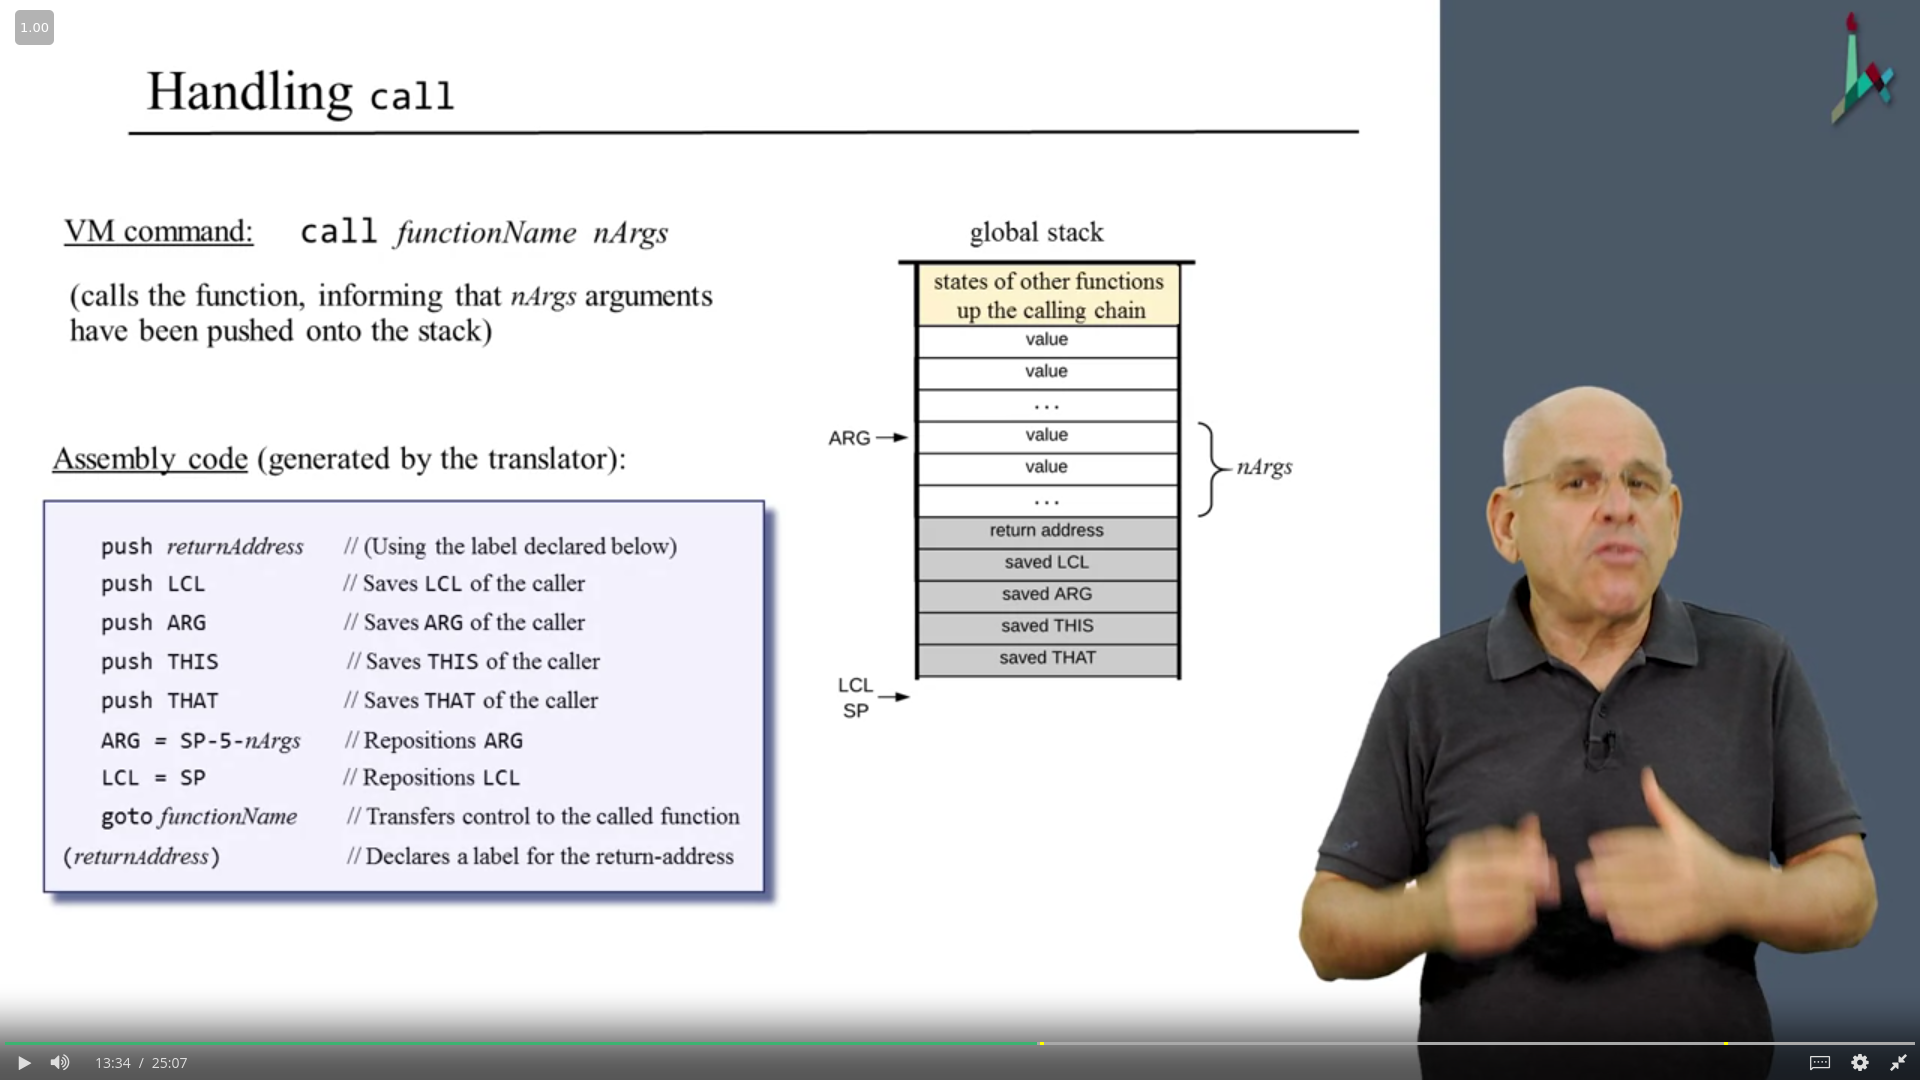 1.00
Handling call
VM command: call functionName nArgs
(calls the function, informing that nArgs arguments
have been pushed onto the stack)
Assembly code (generated by the translator):
push returnAddress // (Using the label declared below)
push LCL // Saves LCL of the caller
push ARG // Saves ARG of the caller
push THIS // Saves THIS of the caller
push THAT // Saves THAT of the caller
ARG = SP-5-nArgs // Repositions ARG
LCL = SP // Repositions LCL
goto functionName // Transfers control to the called function
(returnAddress) // Declares a label for the return-address
global stack
states of other functions
up the calling chain
value
value
...
ARG value
value
nArgs
...
return address
saved LCL
saved ARG
saved THIS
saved THAT
LCL
SP
13:34 / 25:07